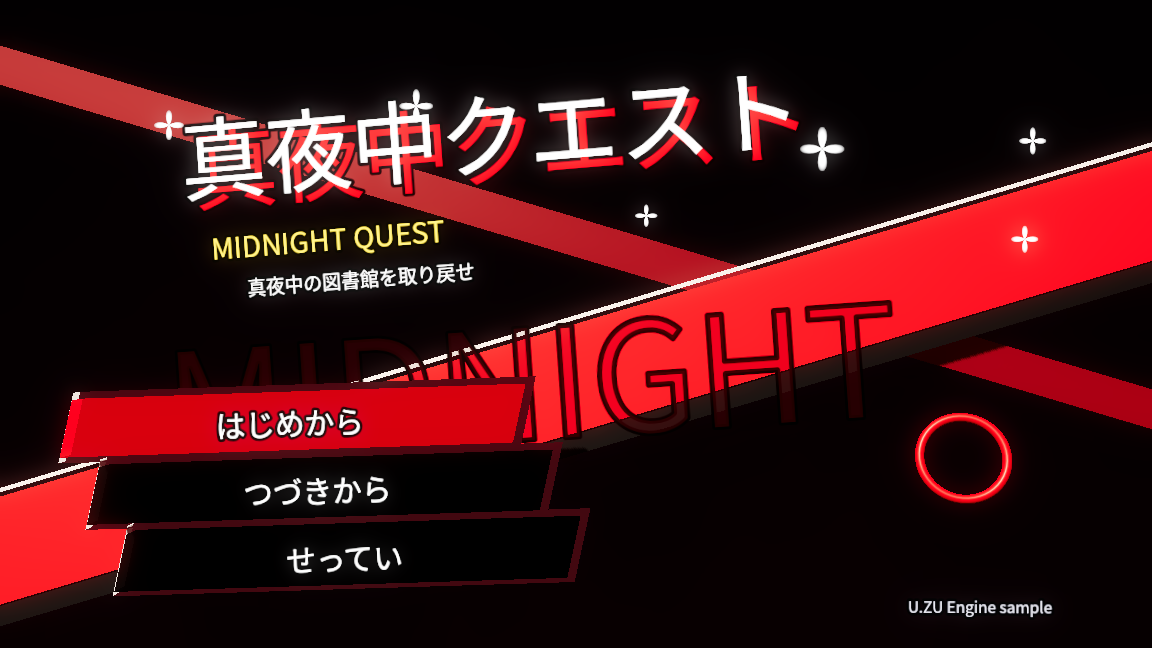 真夜中クエスト
MIDNIGHT QUEST
真夜中の図書館を取り戻せ
MIDNIGHT
はじめから
つづきから
せってい
U.ZU Engine sample